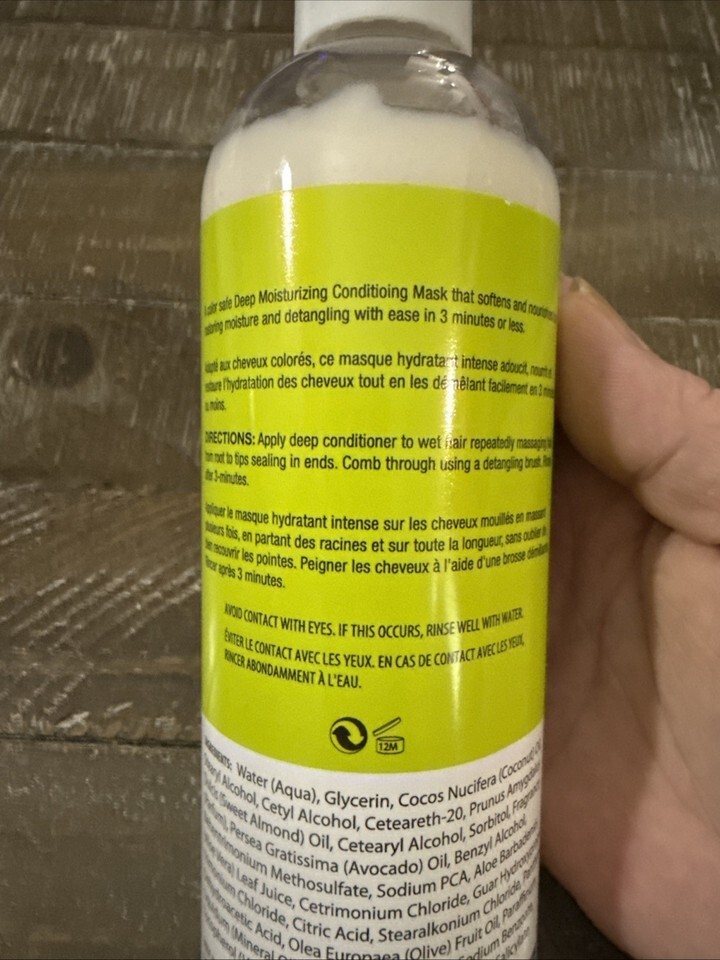 color safe Deep Moisturizing Conditioing Mask that softens and
moisture and detangling with ease in 3 minutes or less.
aux cheveux colorés, ce masque hydratant intense adoucit, nourrit et
l'hydratation des cheveux tout en les démêlant facilement en 3
moins.
DIRECTIONS: Apply deep conditioner to wet hair repeatedly massaging
from root to tips sealing in ends. Comb through using a detangling brush.
after 3-minutes.
Appliquer le masque hydratant intense sur les cheveux mouillés en massant
plusieurs fois, en partant des racines et sur toute la longueur, sans oublier de
recouvrir les pointes. Peigner les cheveux à l'aide d'une brosse
après 3 minutes.
AVOID CONTACT WITH EYES. IF THIS OCCURS, RINSE WELL WITH WATER.
ÉVITER LE CONTACT AVEC LES YEUX. EN CAS DE CONTACT AVEC LES YEUX,
RINCER ABONDAMMENT À L'EAU.
12M
INGREDIENTS: Water (Aqua), Glycerin, Cocos Nucifera (Coconut)
Alcohol, Cetyl Alcohol, Ceteareth-20, Prunus
(Sweet Almond) Oil, Cetearyl Alcohol, Sorbitol,
Persea Gratissima (Avocado) Oil, Benzyl Alcohol,
Methosulfate, Sodium PCA, Aloe
Leaf Juice, Cetrimonium Chloride, Guar
Chloride, Citric Acid, Stearalkonium Chloride,
Acid, Olea Europaea (Olive) Fruit Oil,
(Mineral Sodium